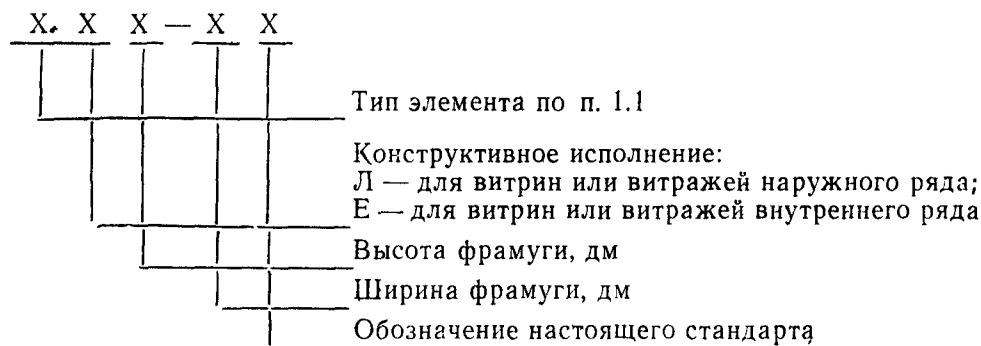 Х. Х Х — Х Х
Тип элемента по п. 1.1
Конструктивное исполнение:
Л — для витрин или витражей наружного ряда;
Е — для витрин или витражей внутреннего ряда
Высота фрамуги, дм
Ширина фрамуги, дм
Обозначение настоящего стандарта